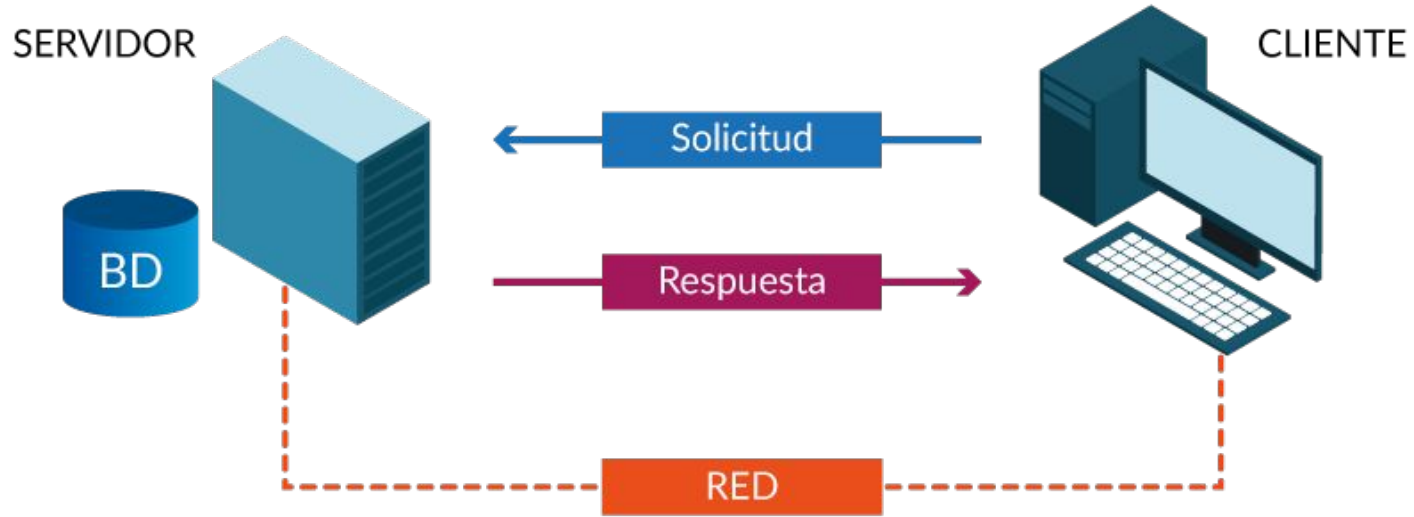 SERVIDOR
CLIENTE
Solicitud
BD
Respuesta
RED